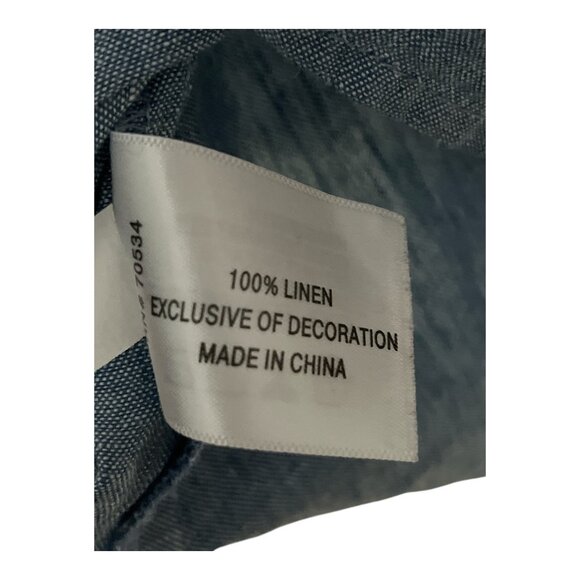 100% LINEN
EXCLUSIVE OF DECORATION
MADE IN CHINA
70534